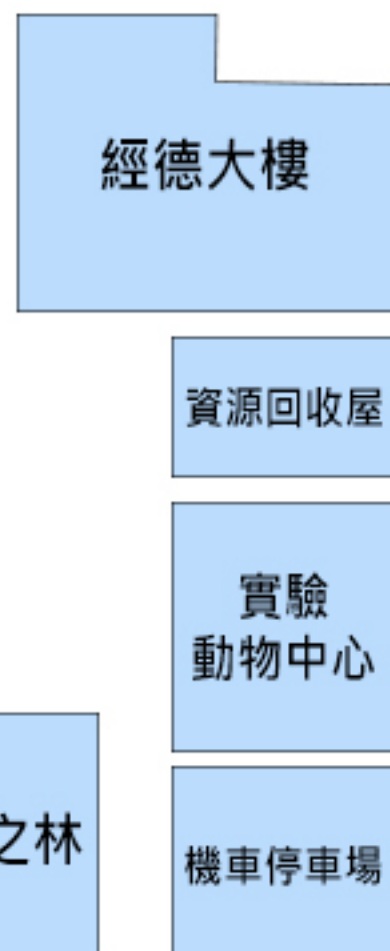 經德大樓
資源回收屋
實驗
動物中心
之林
機車停車場